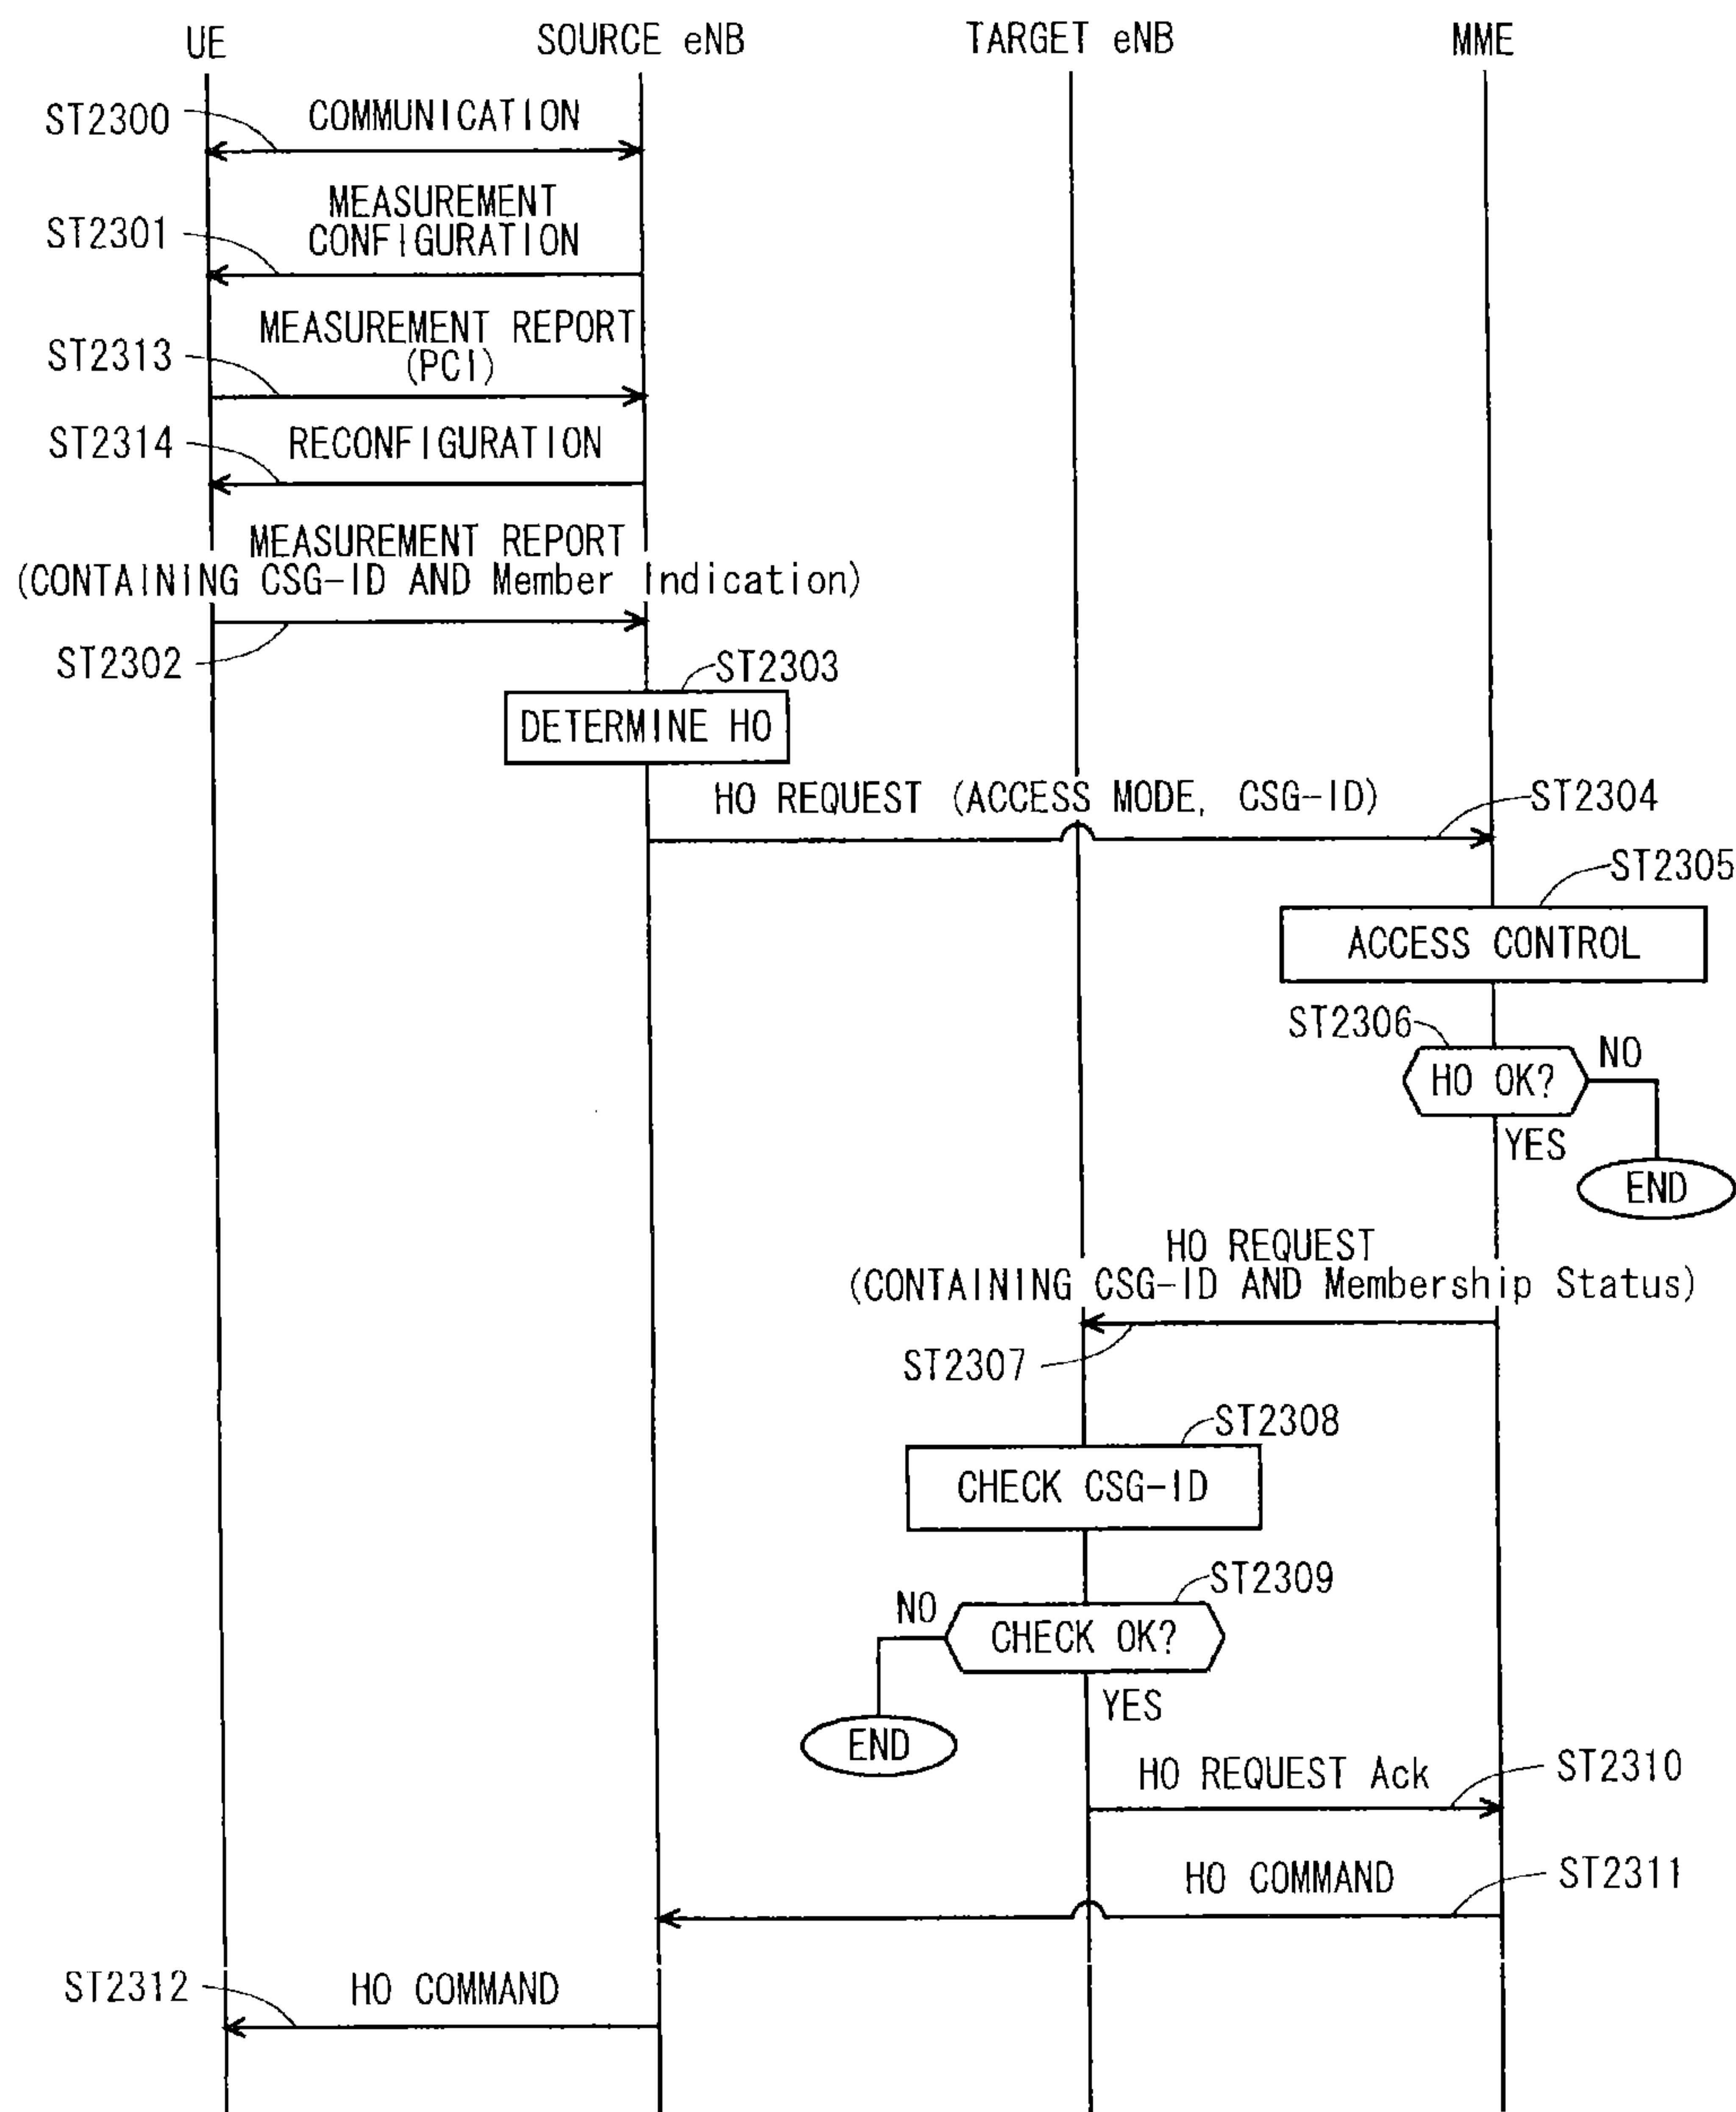 UE SOURCE eNB TARGET eNB MME
ST2300 COMMUNICATION
MEASUREMENT
ST2301 CONFIGURATION
MEASUREMENT REPORT
ST2313 (PCI)
ST2314 RECONFIGURATION
MEASUREMENT REPORT
(CONTAINING CSG-ID AND Member Indication)
ST2302
ST2303
DETERMINE HO
HO REQUEST (ACCESS MODE, CSG-ID) ST2304
ST2305
ACCESS CONTROL
ST2306
HO OK? NO
YES
END
HO REQUEST
(CONTAINING CSG-ID AND Membership Status)
ST2307
ST2308
CHECK CSG-ID
ST2309
NO CHECK OK?
YES
END
HO REQUEST Ack ST2310
HO COMMAND ST2311
ST2312 HO COMMAND